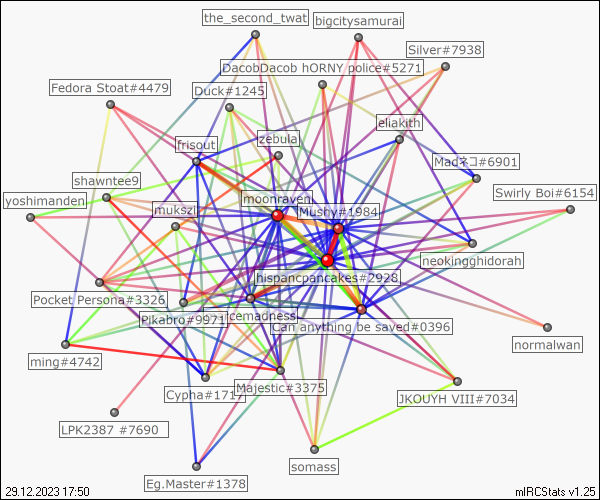 the_second_twat
bigcitysamurai
Silver#7938
DacobDacob hORNY police#5271
Fedora Stoat#4479
Duck#1245
eliakith
frisout
zebula
Madネコ#6901
shawntee9
Swirly Boi#6154
yoshimanden
mukszi
moonraven
Mushy#1984
neokingghidorah
hispancpancakes#2928
Pocket Persona#3326
Pikabro#9971
arcemadness
Can anything be saved#0396
normalwan
ming#4742
Cypha#1717
Majestic#3375
JKOUYH VIII#7034
LPK2387 #7690
somass
Eg.Master#1378
29.12.2023 17:50
mIRCStats v1.25